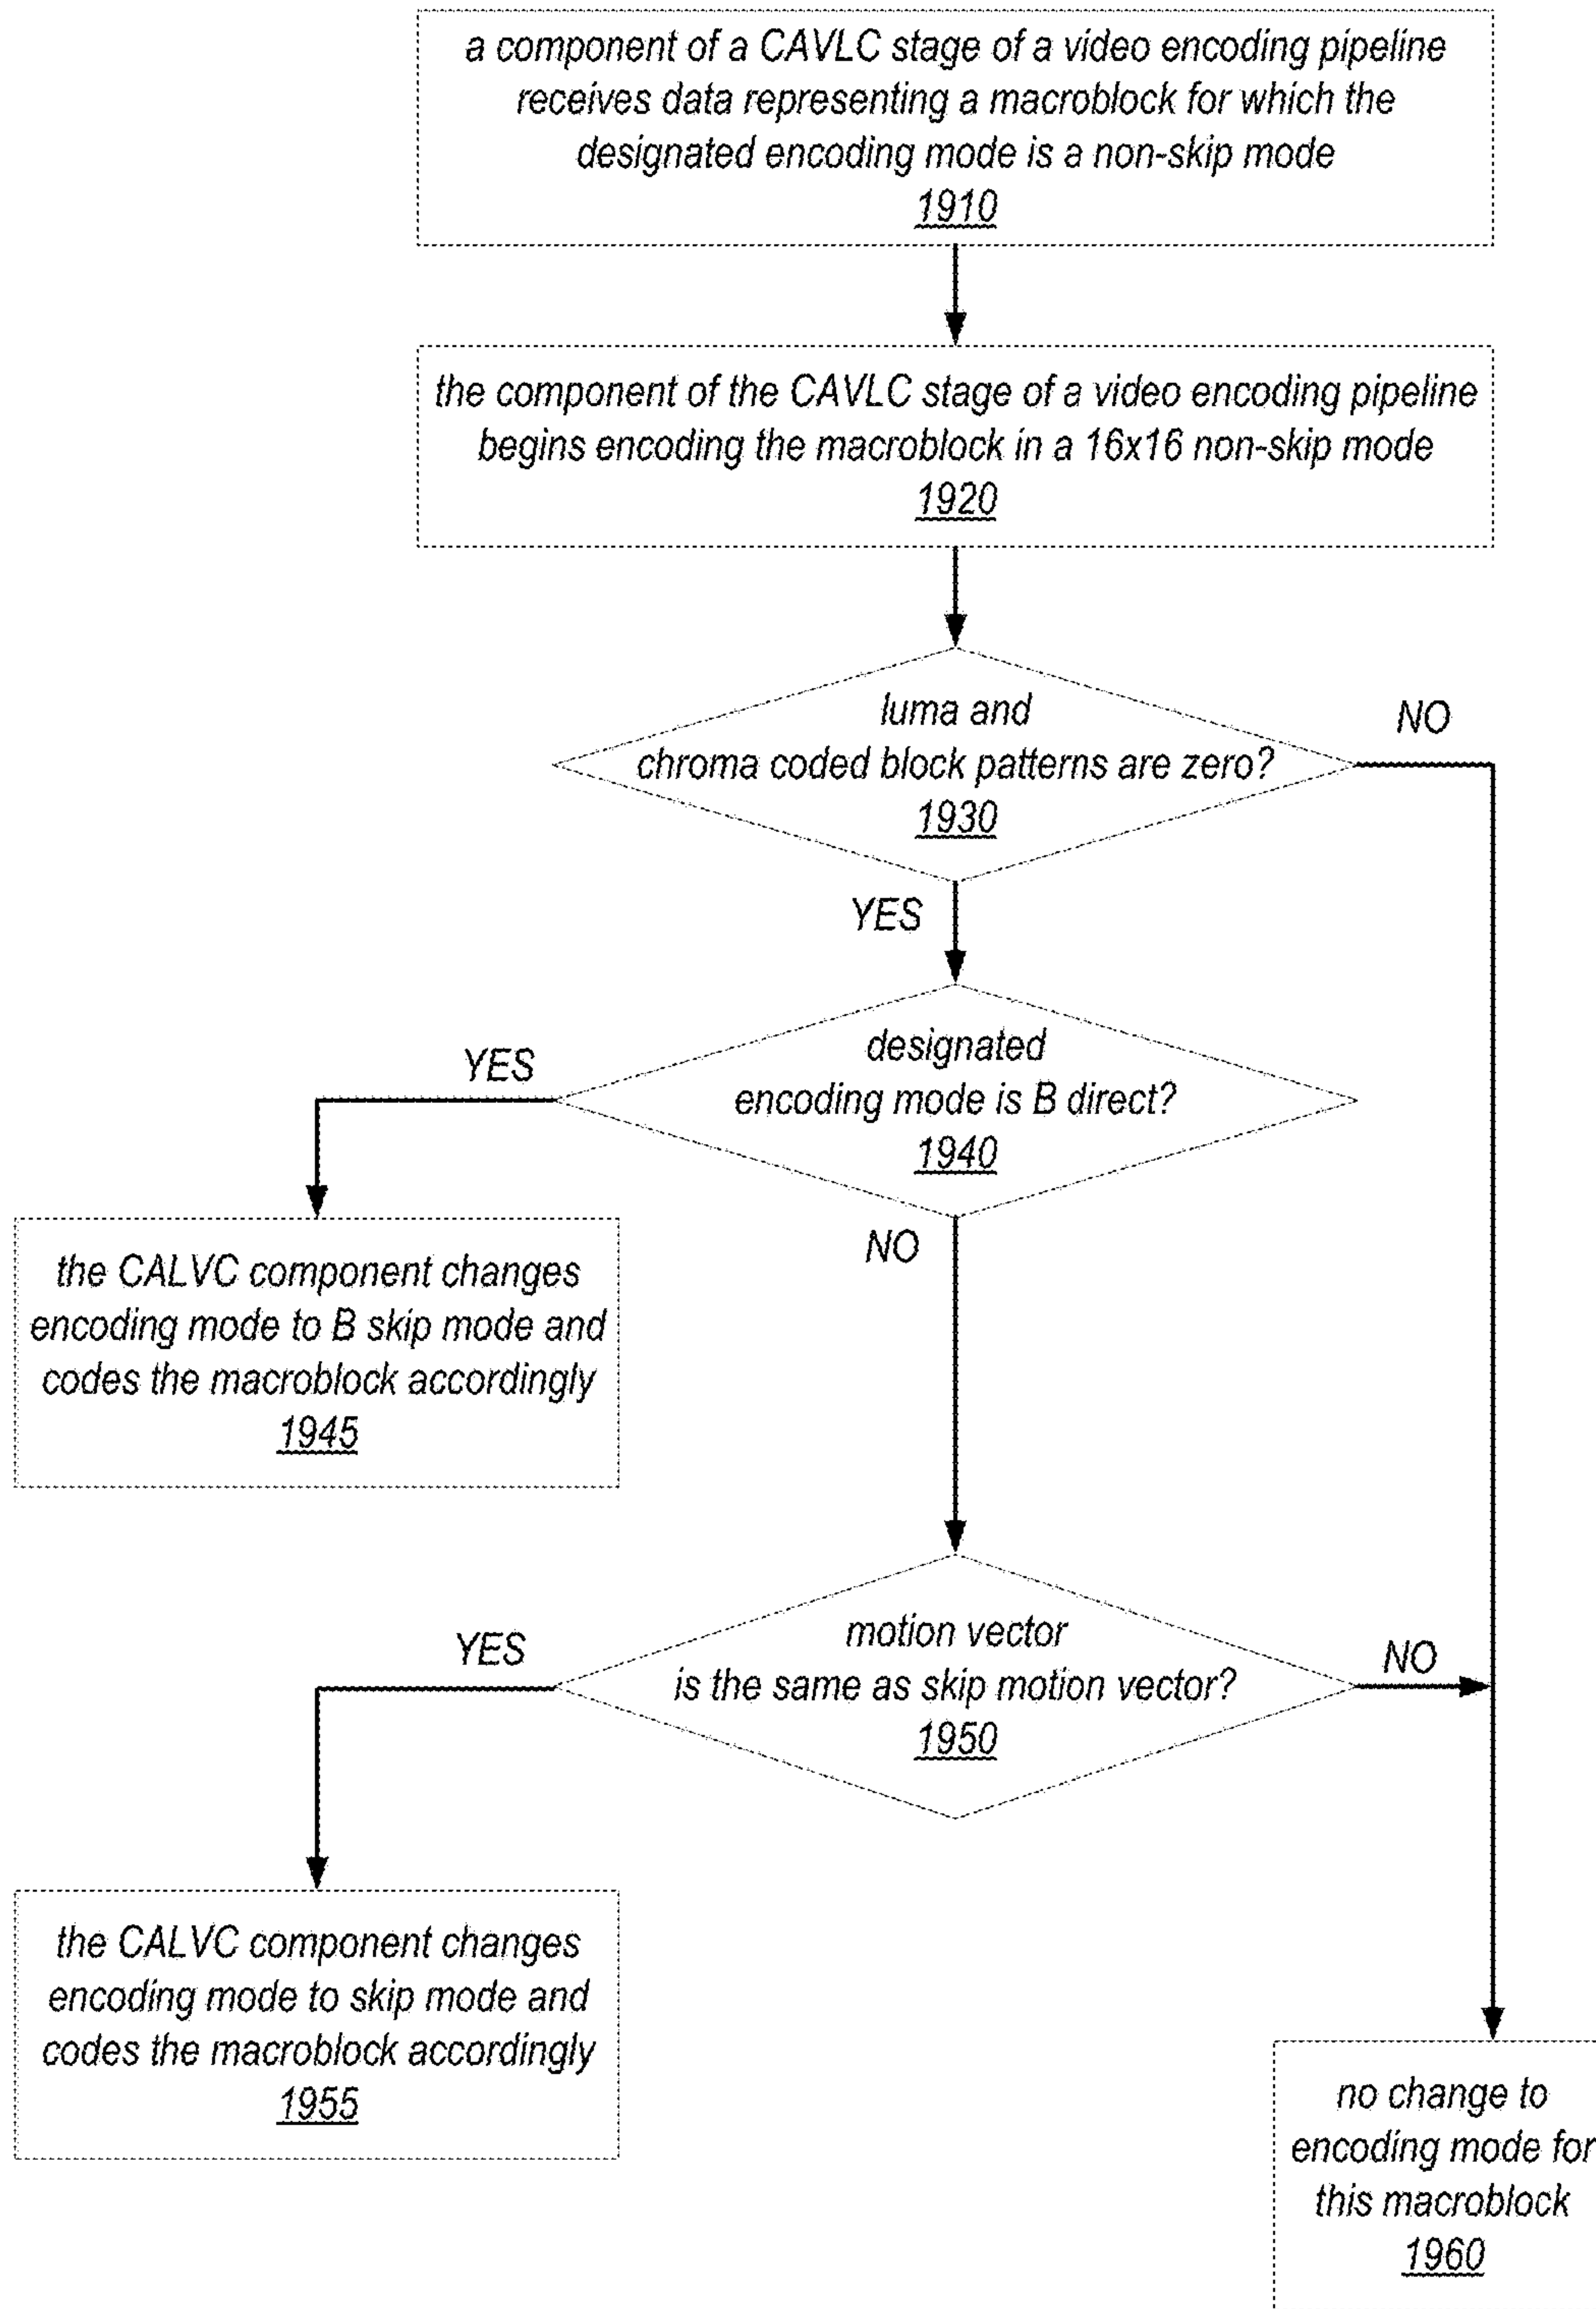 a component of a CAVLC stage of a video encoding pipeline
receives data representing a macroblock for which the
designated encoding mode is a non-skip mode
1910
the component of the CAVLC stage of a video encoding pipeline
begins encoding the macroblock in a 16x16 non-skip mode
1920
luma and
chroma coded block patterns are zero?
1930
NO
YES
designated
encoding mode is B direct?
1940
YES
NO
the CALVC component changes
encoding mode to B skip mode and
codes the macroblock accordingly
1945
motion vector
is the same as skip motion vector?
1950
YES
NO
the CALVC component changes
encoding mode to skip mode and
codes the macroblock accordingly
1955
no change to
encoding mode for
this macroblock
1960